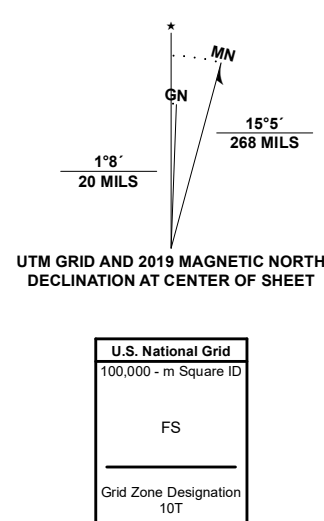 MN
GN
15°5´
268 MILS
1°8´
20 MILS
UTM GRID AND 2019 MAGNETIC NORTH
DECLINATION AT CENTER OF SHEET
U.S. National Grid
100,000 - m Square ID
FS
Grid Zone Designation
10T